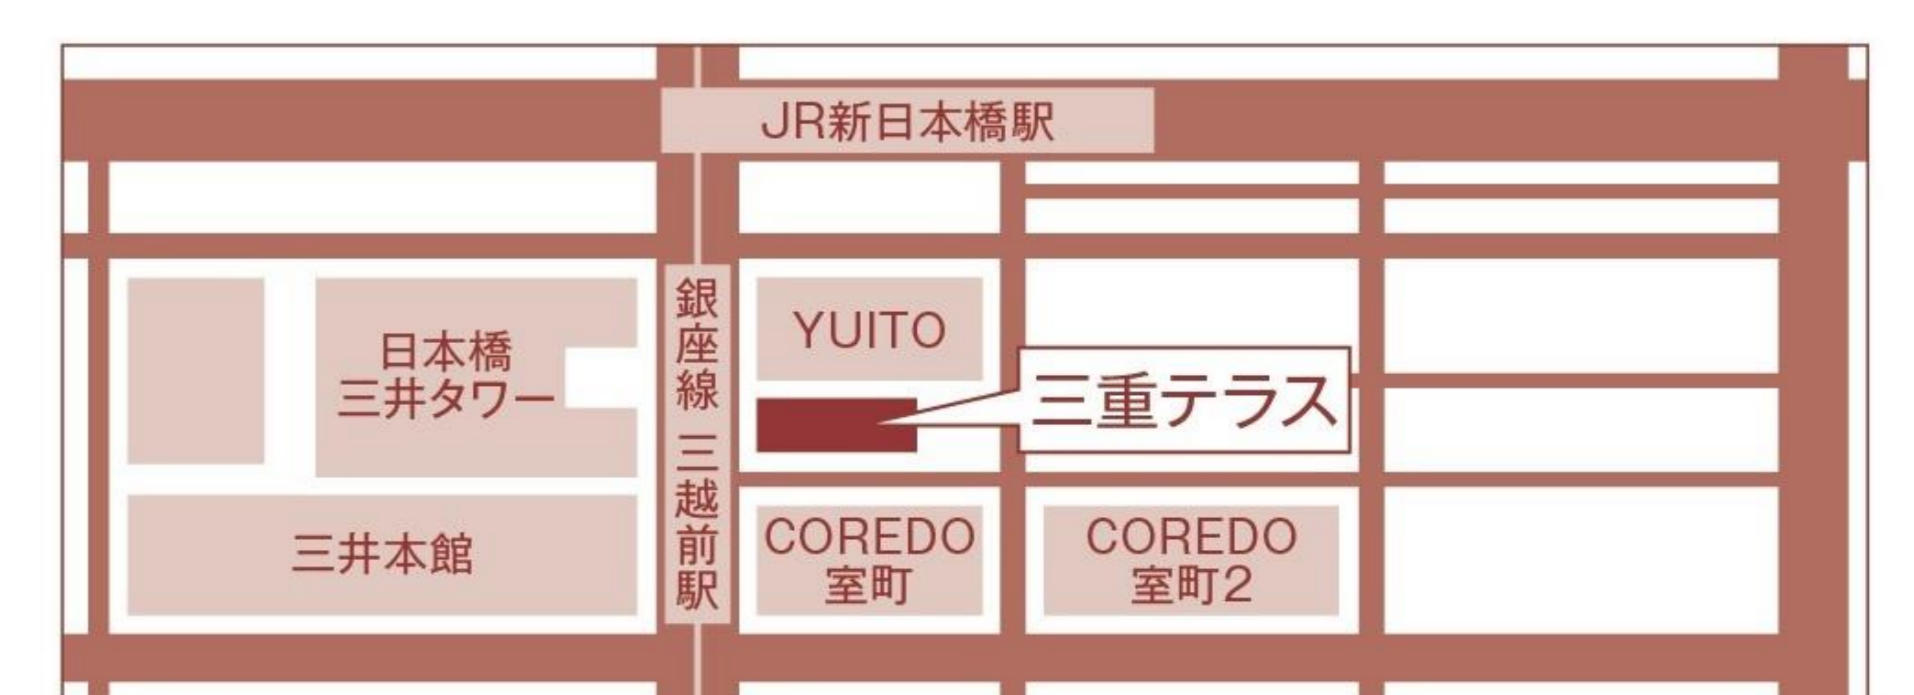 JR新日本橋駅
日本橋
三井タワー
銀座線 三越前駅
YUITO
三重テラス
三井本館
COREDO
室町
COREDO
室町2